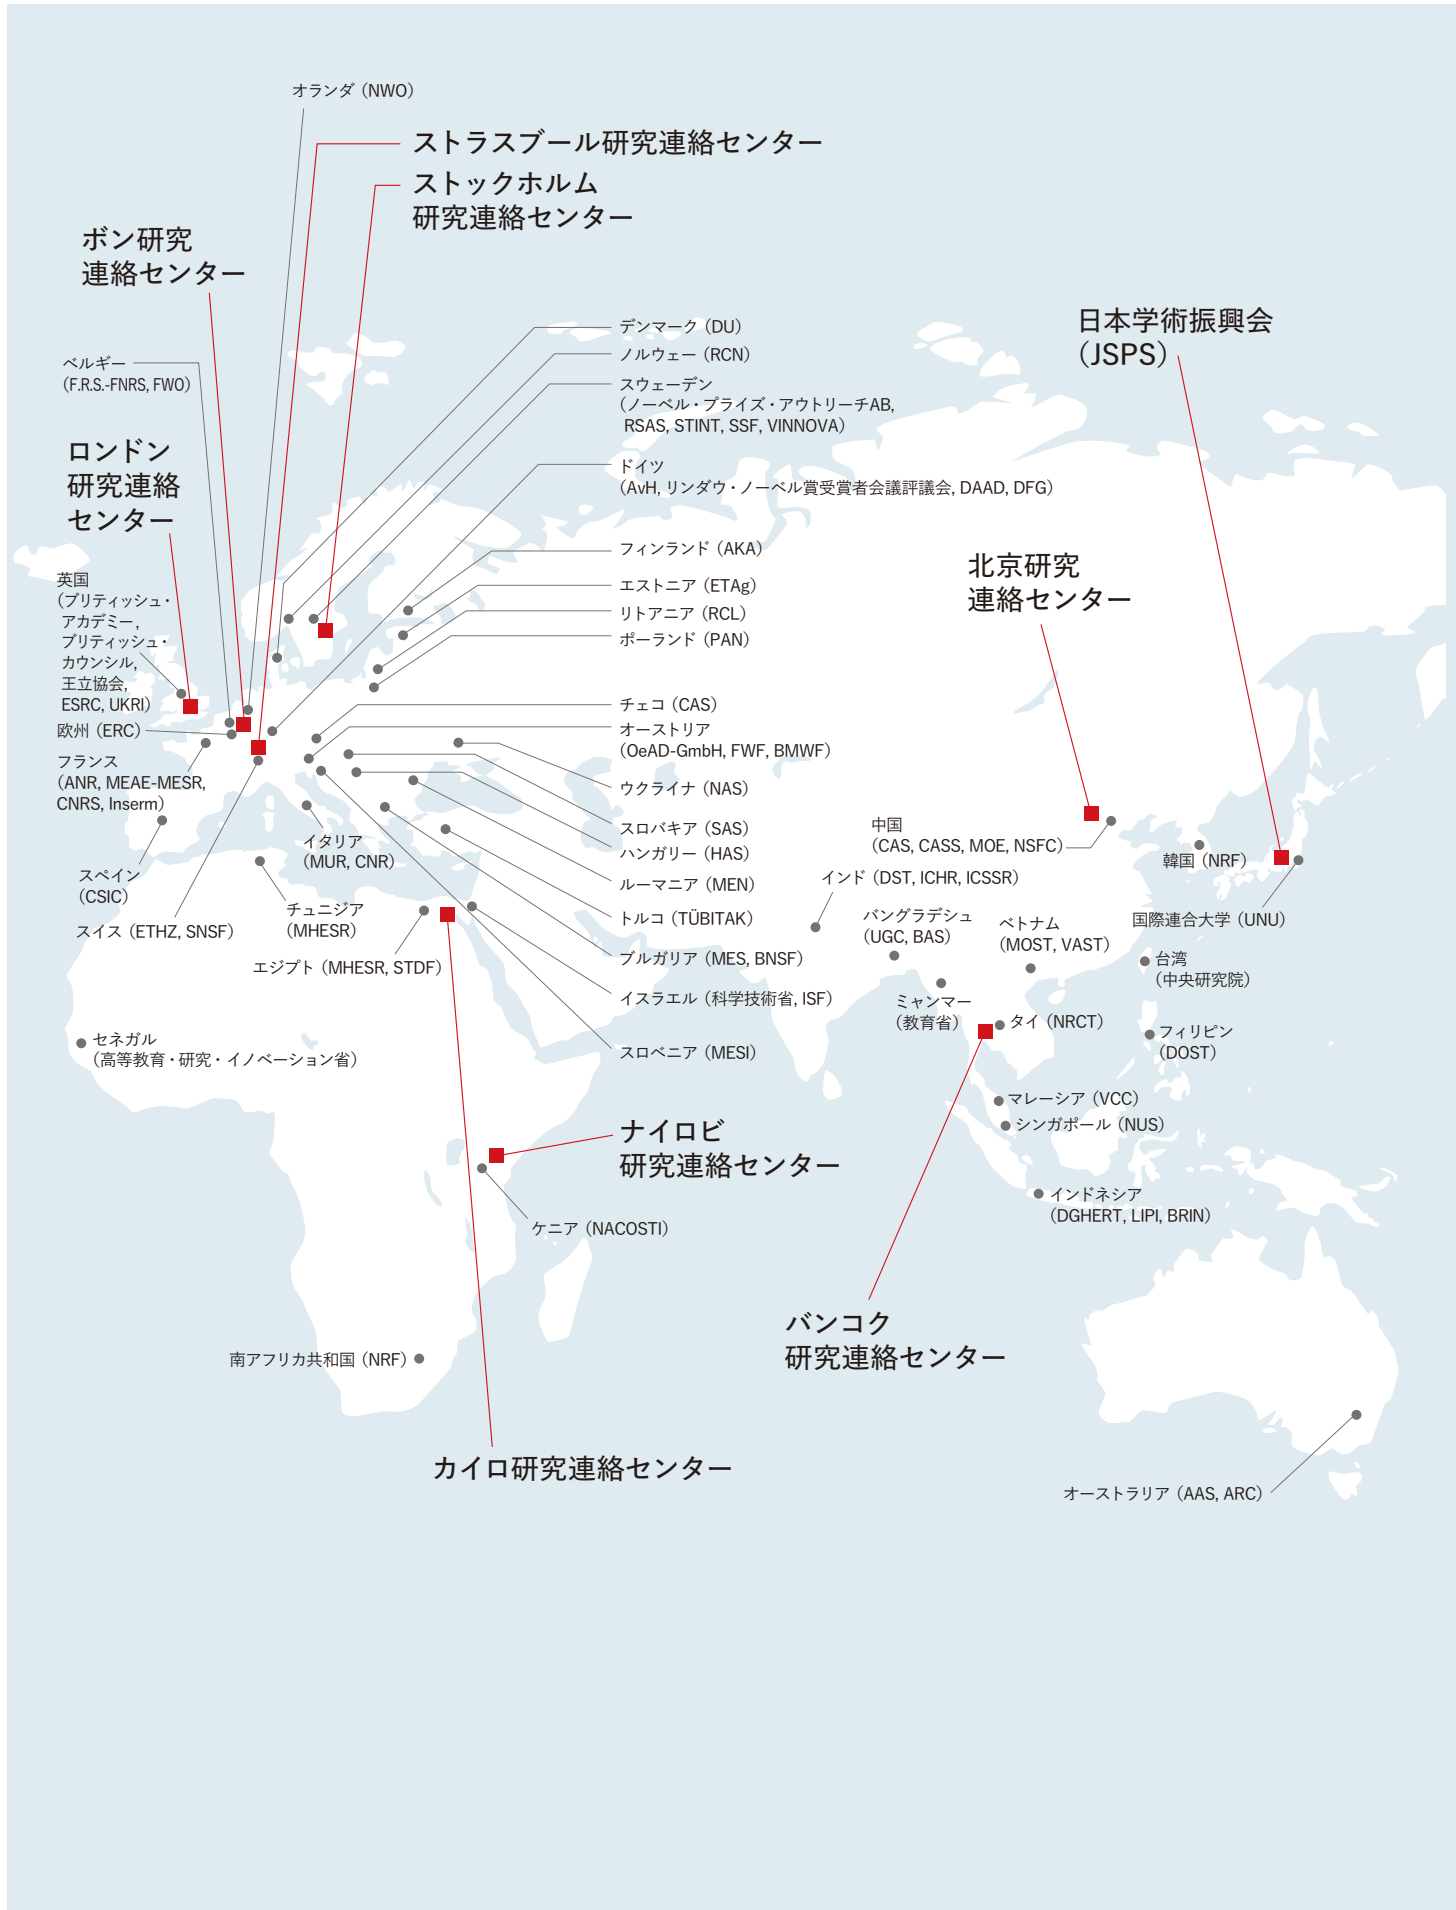 オランダ（NWO）
ストラスブール研究連絡センター
ストックホルム
研究連絡センター
ボン研究
連絡センター
日本学術振興会
（JSPS）
デンマーク（DU）
ノルウェー（RCN）
スウェーデン
（ノーベル・プライズ・アウトリーチAB,
RSAS, STINT, SSF, VINNOVA）
ベルギー
（F.R.S.-FNRS, FWO）
ロンドン
研究連絡
センター
ドイツ
（AvH, リンダウ・ノーベル賞受賞者会議評議会, DAAD, DFG）
フィンランド（AKA）
エストニア（ETAg）
リトアニア（RCL）
ポーランド（PAN）
北京研究
連絡センター
英国
（ブリティッシュ・
アカデミー,
ブリティッシュ・
カウンシル,
王立協会,
ESRC, UKRI）
欧州（ERC）
フランス
（ANR, MEAE-MESR,
CNRS, Inserm）
チェコ（CAS）
オーストリア
（OeAD-GmbH, FWF, BMWF）
ウクライナ（NAS）
スロバキア（SAS）
ハンガリー（HAS）
ルーマニア（MEN）
トルコ（TÜBITAK）
ブルガリア（MES, BNSF）
イスラエル（科学技術省, ISF）
スロベニア（MESI）
イタリア
（MUR, CNR）
スペイン
（CSIC）
スイス（ETHZ, SNSF）
チュニジア
（MHESR）
エジプト（MHESR, STDF）
中国
（CAS, CASS, MOE, NSFC）
韓国（NRF）
インド（DST, ICHR, ICSSR）
バングラデシュ
（UGC, BAS）
ベトナム
（MOST, VAST）
国際連合大学（UNU）
台湾
（中央研究院）
ミャンマー
（教育省）
タイ（NRCT）
フィリピン
（DOST）
セネガル
（高等教育・研究・イノベーション省）
マレーシア（VCC）
シンガポール（NUS）
ナイロビ
研究連絡センター
インドネシア
（DGHERT, LIPI, BRIN）
ケニア（NACOSTI）
バンコク
研究連絡センター
南アフリカ共和国（NRF）
カイロ研究連絡センター
オーストラリア（AAS, ARC）